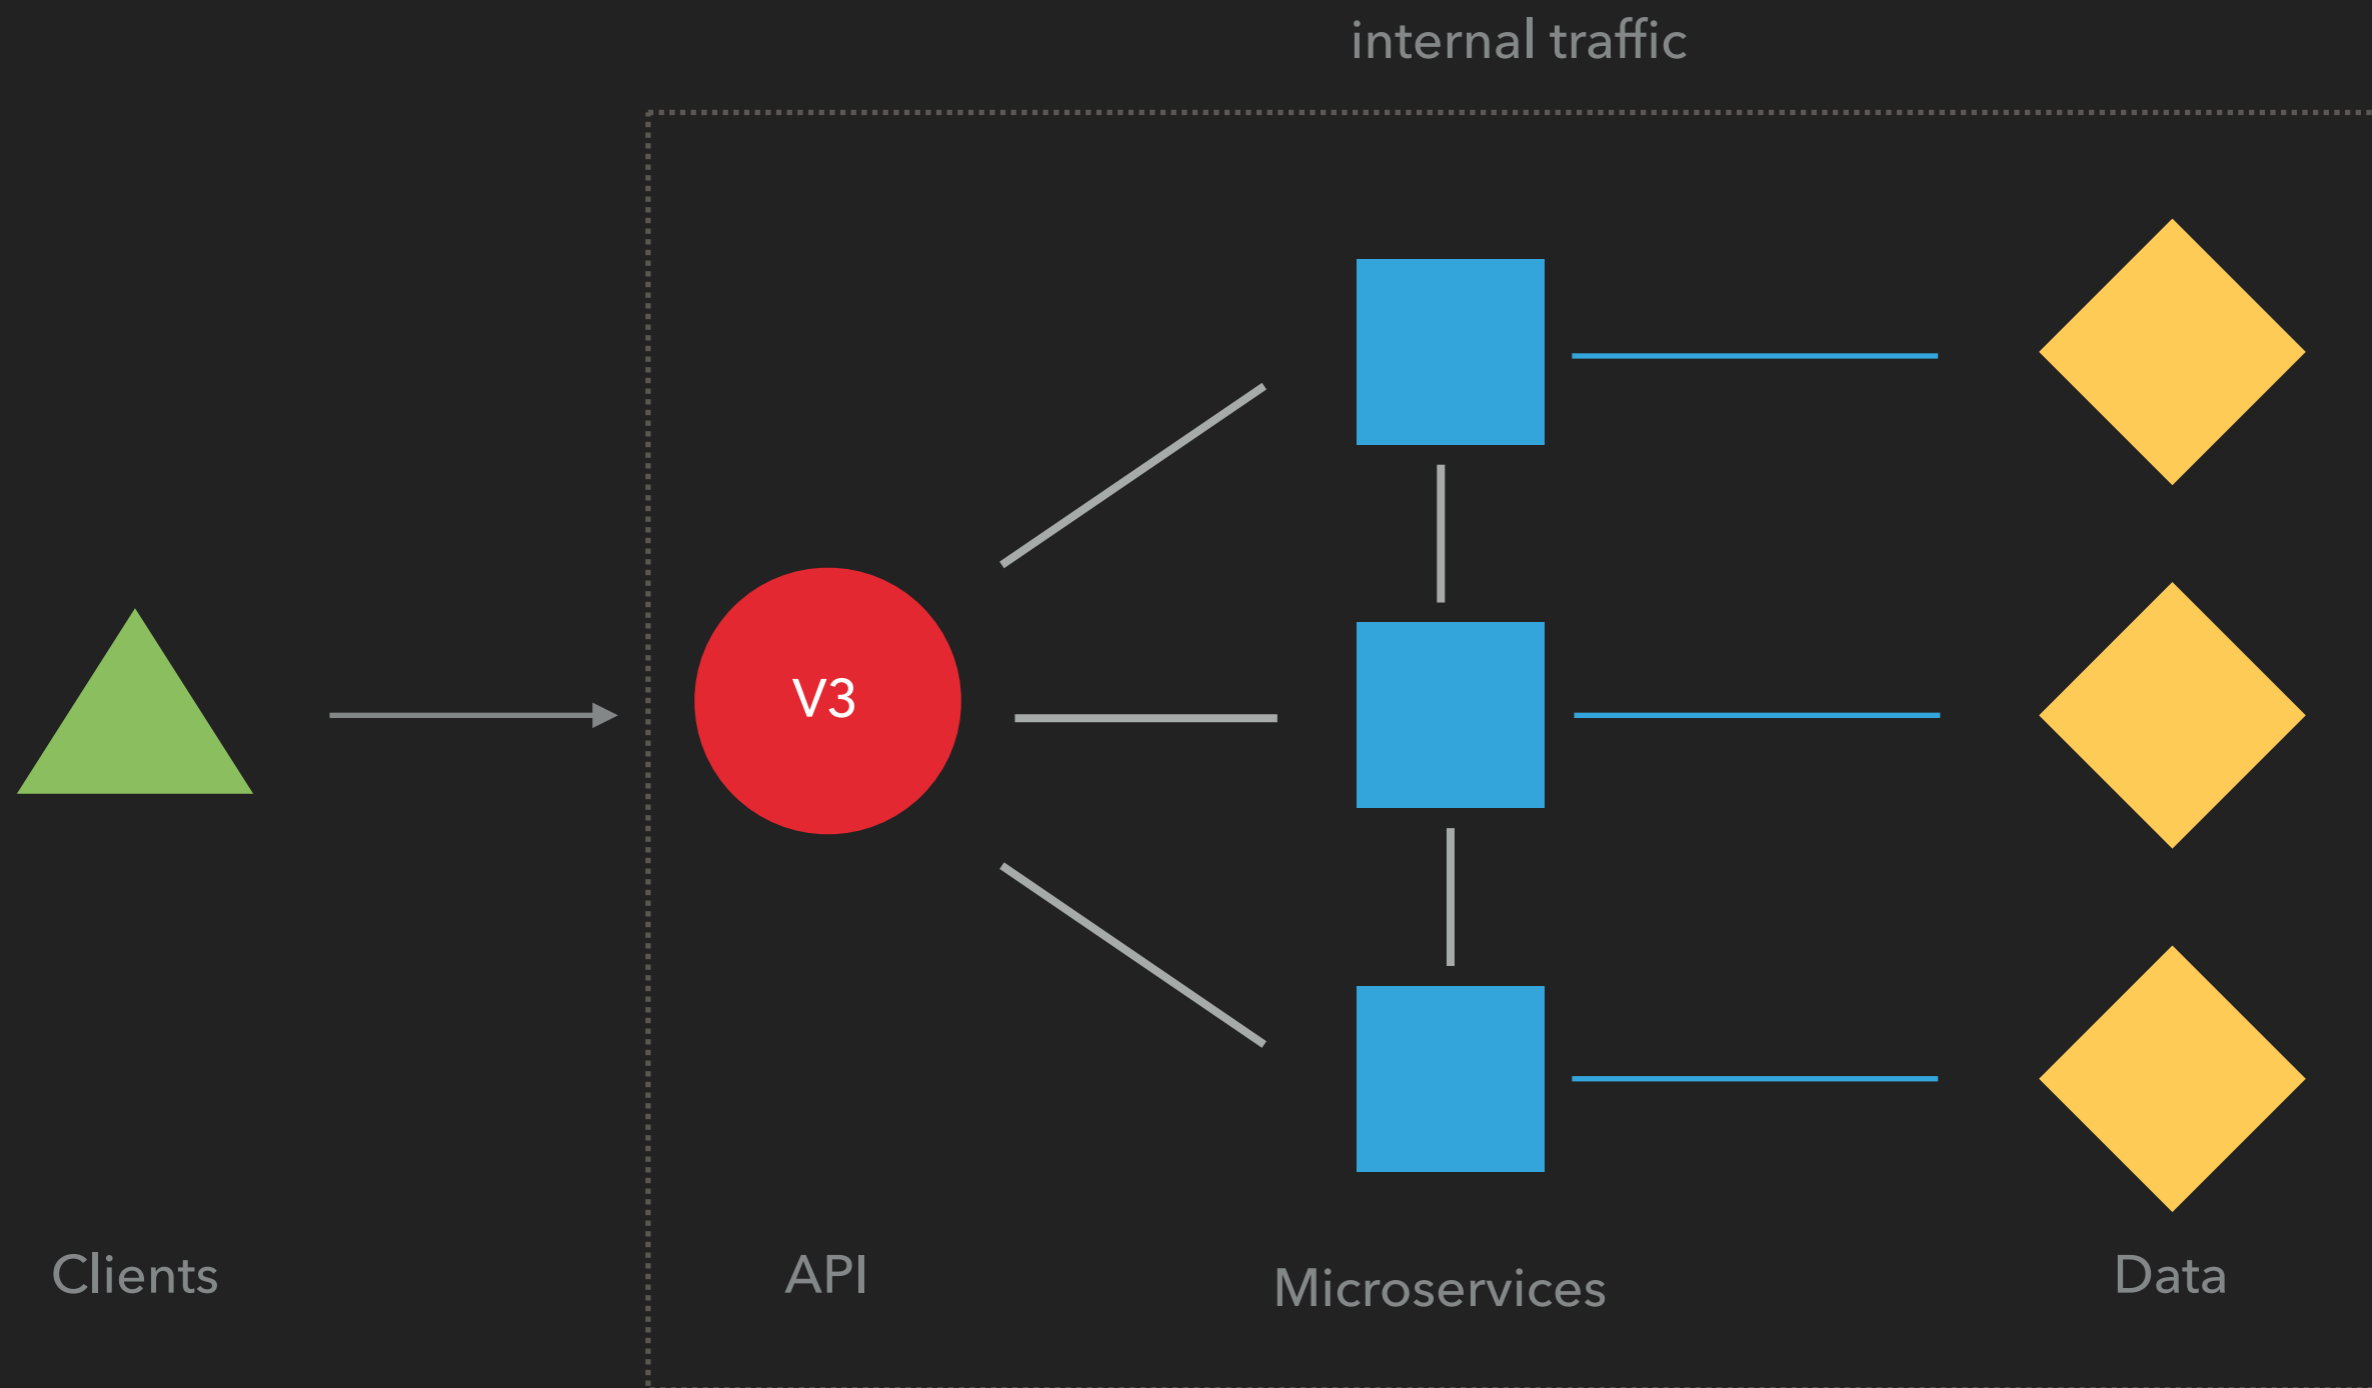 internal traffic
V3
Clients
API
Microservices
Data